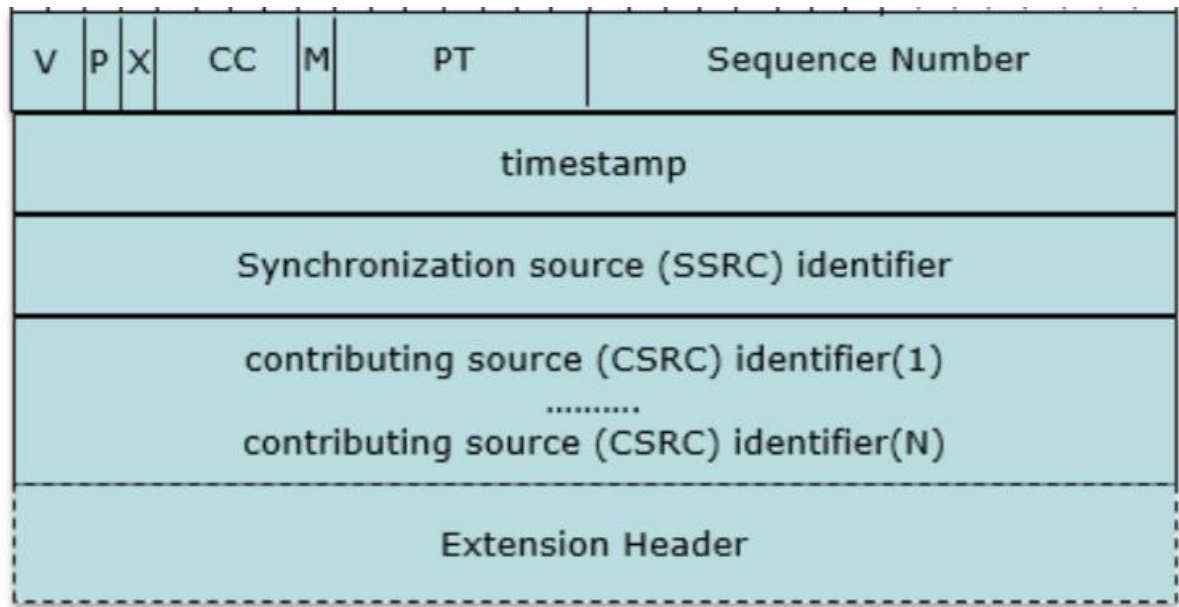 V P X CC M PT Sequence Number
timestamp
Synchronization source (SSRC) identifier
contributing source (CSRC) identifier(1)
..........
contributing source (CSRC) identifier(N)
Extension Header